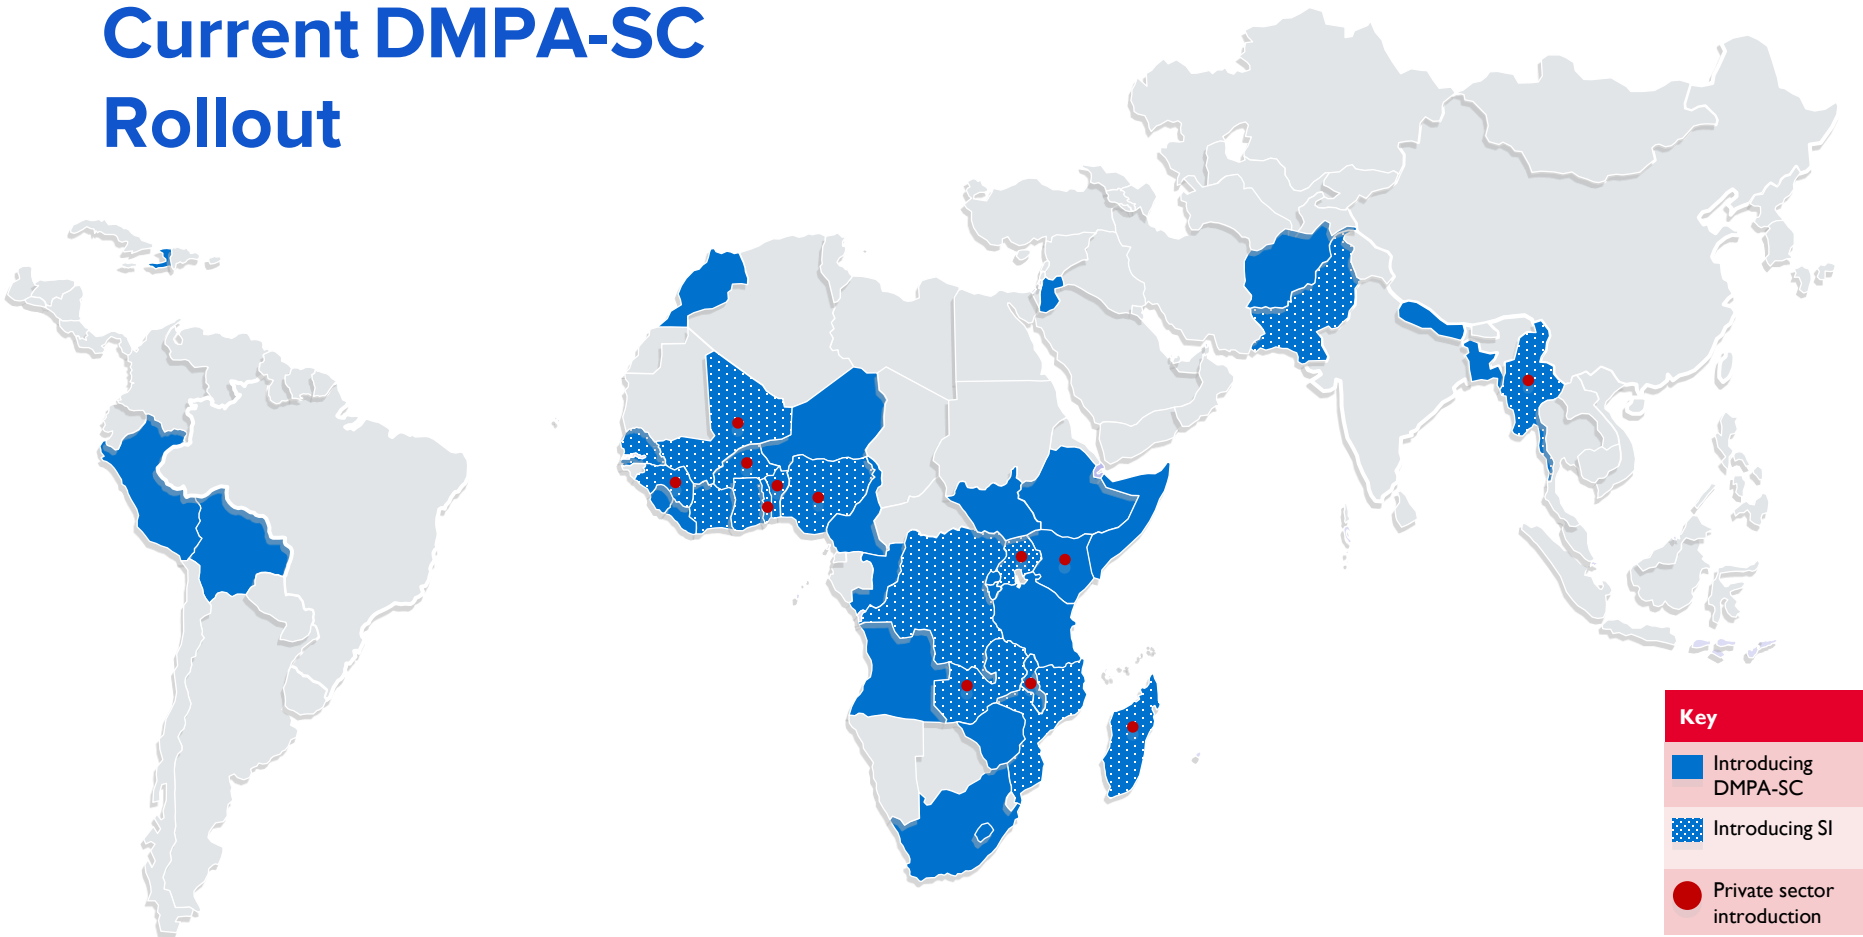 Current DMPA-SC
Rollout
Key
Introducing
DMPA-SC
Introducing SI
Private sector
introduction